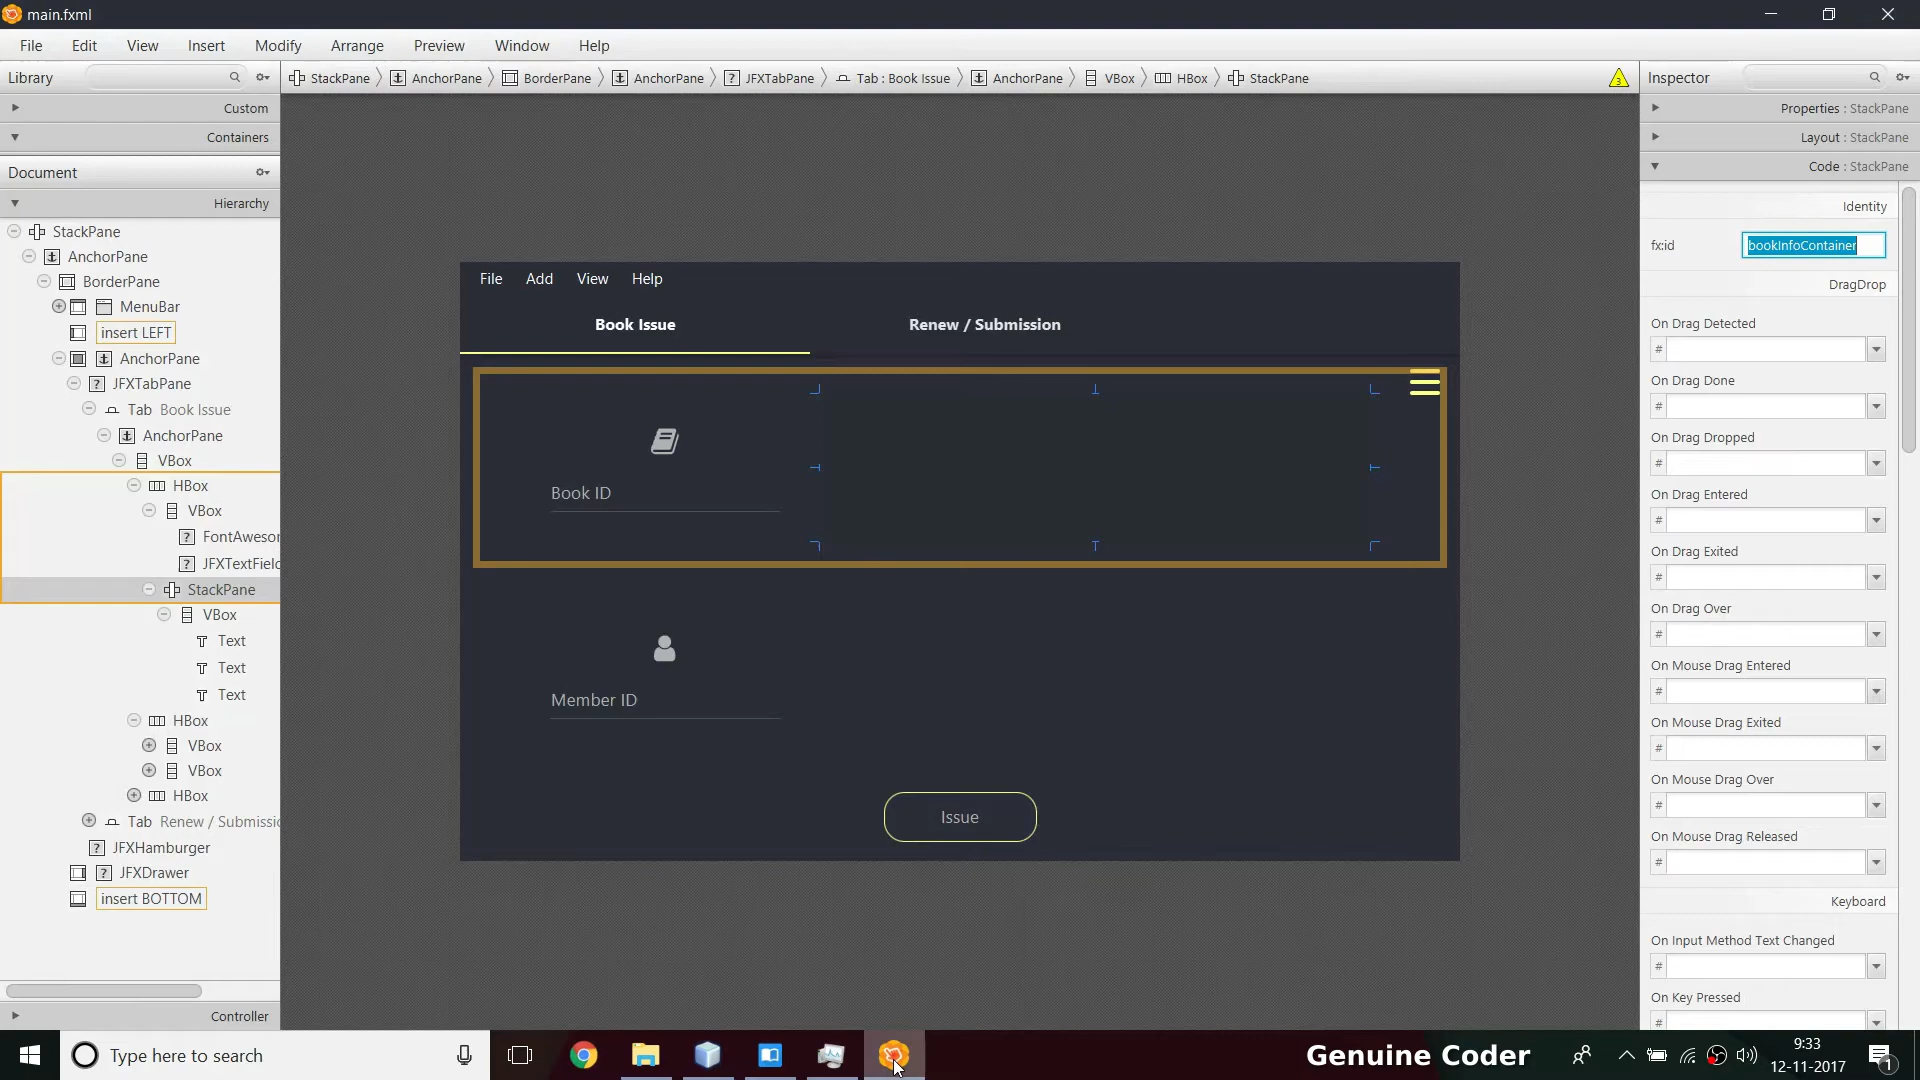 main.fxml
File Edit View Insert Modify Arrange Preview Window Help
Library
StackPane AnchorPane BorderPane AnchorPane JFXTabPane Tab : Book Issue AnchorPane VBox HBox StackPane
3
Inspector
Custom
Containers
Document
Hierarchy
StackPane
AnchorPane
BorderPane
MenuBar
insert LEFT
AnchorPane
? JFXTabPane
Tab Book Issue
AnchorPane
VBox
HBox
VBox
? FontAwesor
? JFXTextField
StackPane
VBox
T Text
T Text
T Text
HBox
VBox
VBox
HBox
Tab Renew / Submissio
? JFXHamburger
? JFXDrawer
insert BOTTOM
Controller
File Add View Help
Book Issue
Renew / Submission
Book ID
Member ID
Issue
Properties : StackPane
Layout : StackPane
Code : StackPane
Identity
fx:id bookInfoContainer
DragDrop
On Drag Detected
#
On Drag Done
#
On Drag Dropped
#
On Drag Entered
#
On Drag Exited
#
On Drag Over
#
On Mouse Drag Entered
#
On Mouse Drag Exited
#
On Mouse Drag Over
#
On Mouse Drag Released
#
Keyboard
On Input Method Text Changed
#
On Key Pressed
#
Type here to search
Genuine Coder
9:33
12-11-2017
1